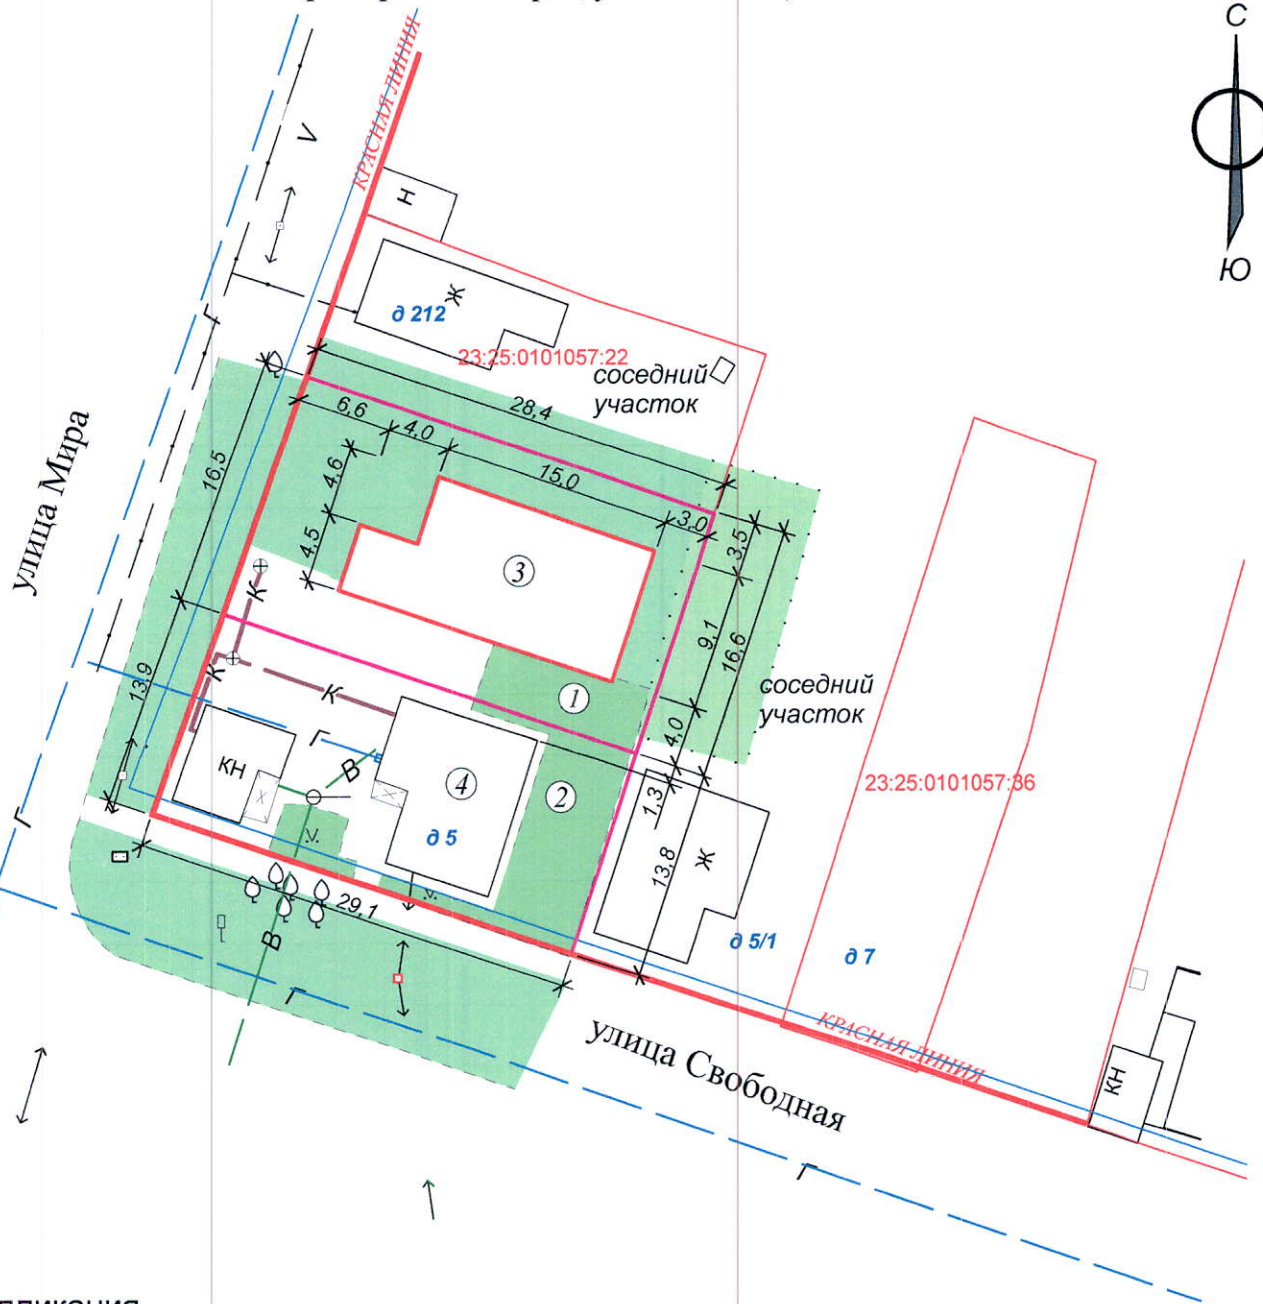 С
Ю
КРАСНАЯ ЛИНИЯ
V
Н
Г
Ж
д 212
23:25:0101057:22
соседний
участок
28,4
6,6
4,0
15,0
3,0
16,5
4,6
4,5
3,5
9,1
16,6
4,0
улица Мира
3
К
К
К
1
13,9
соседний
участок
КН
Г
В
4
2
д 5
1,3
13,8
Ж
23:25:0101057:36
Г
29,1
В
д 5/1
д 7
Г
улица Свободная
КРАСНАЯ ЛИНИЯ
КН
Г